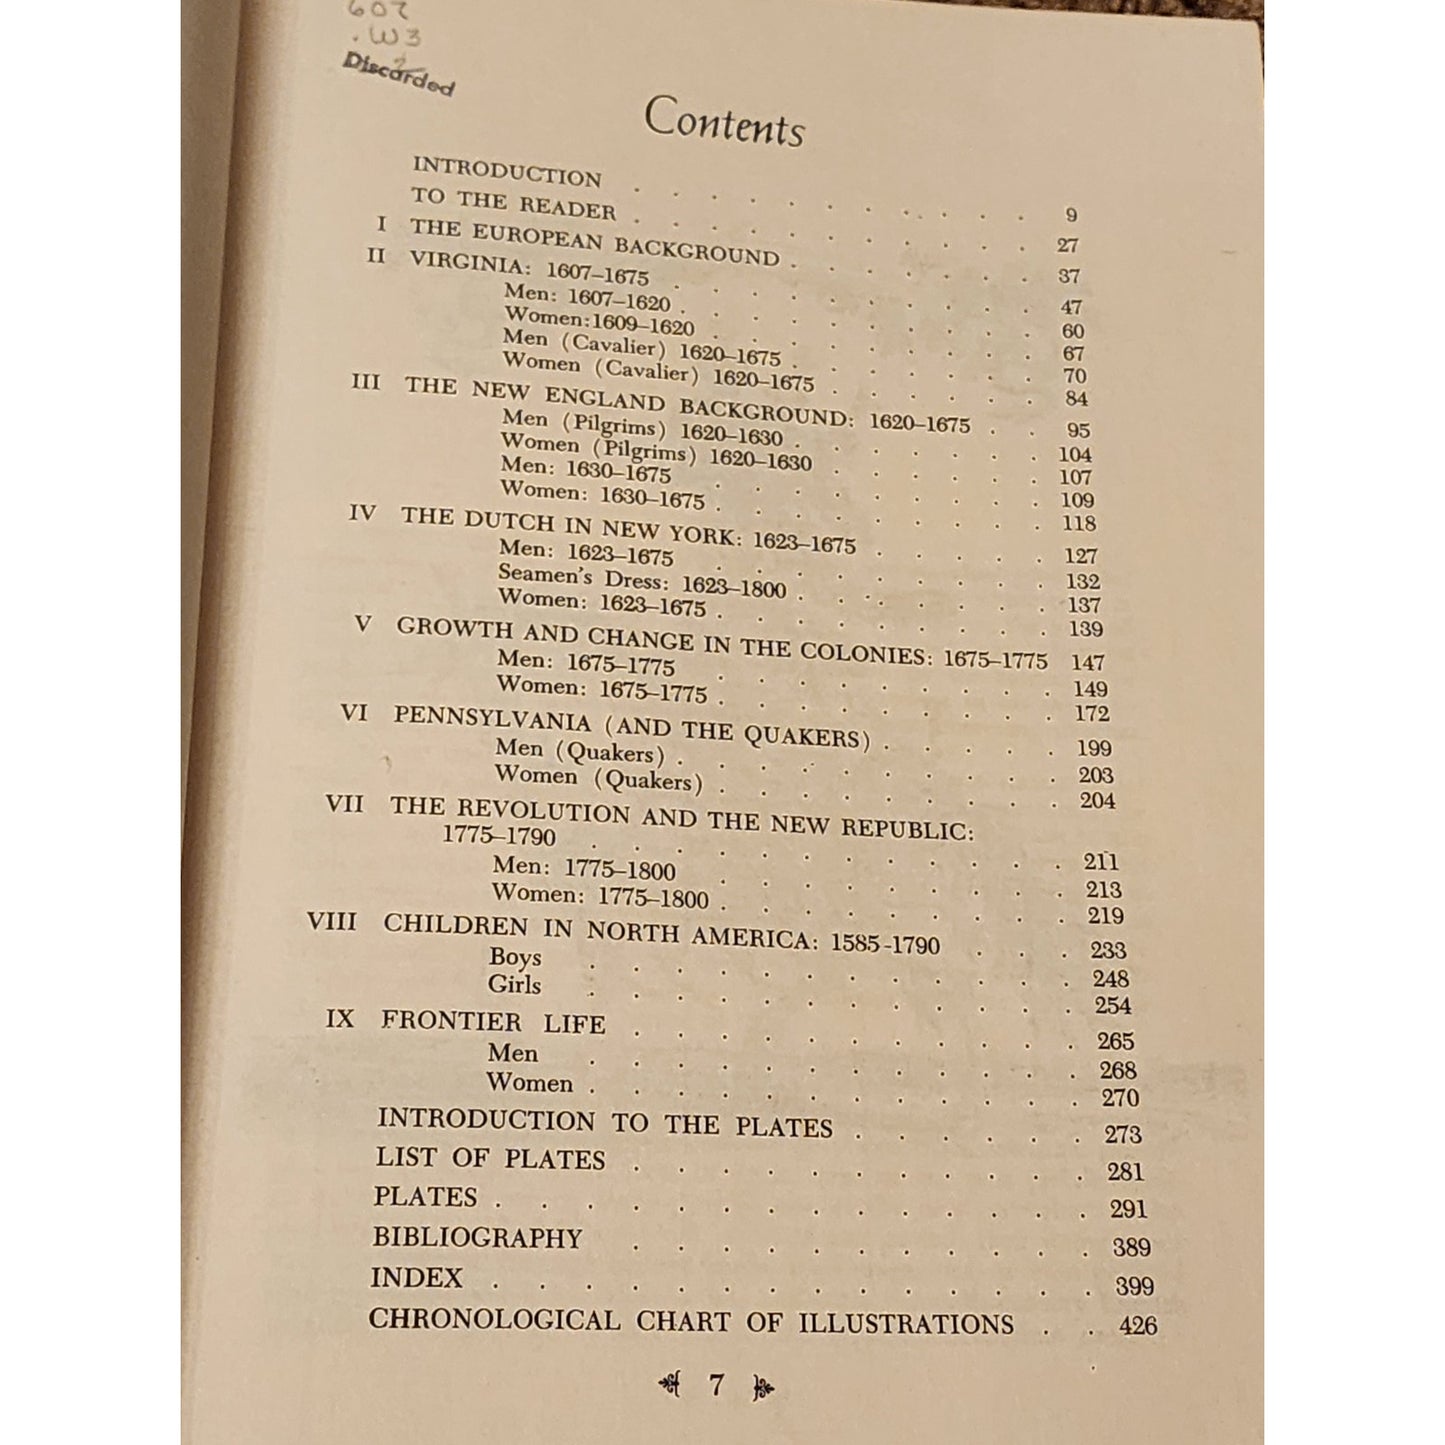 607
.W3
2
Discarded
Contents
INTRODUCTION . . . . . . . . . . . 9
TO THE READER . . . . . . . . . . . 27
I THE EUROPEAN BACKGROUND . . . . . . . 37
II VIRGINIA: 1607–1675 . . . . . . . . . . 47
Men: 1607–1620 . . . . . . . . . . 60
Women:1609–1620 . . . . . . . . . 67
Men (Cavalier) 1620–1675 . . . . . . . 70
Women (Cavalier) 1620–1675 . . . . . . 84
III THE NEW ENGLAND BACKGROUND: 1620–1675 . . 95
Men (Pilgrims) 1620–1630 . . . . . . . 104
Women (Pilgrims) 1620–1630 . . . . . . 107
Men: 1630–1675 . . . . . . . . . 109
Women: 1630–1675 . . . . . . . . . 118
IV THE DUTCH IN NEW YORK: 1623–1675 . . . . . 127
Men: 1623–1675 . . . . . . . . . 132
Seamen's Dress: 1623–1800 . . . . . . . 137
Women: 1623–1675 . . . . . . . . . 139
V GROWTH AND CHANGE IN THE COLONIES: 1675–1775 147
Men: 1675–1775 . . . . . . . . . 149
Women: 1675–1775 . . . . . . . . . 172
VI PENNSYLVANIA (AND THE QUAKERS) . . . . . 199
Men (Quakers) . . . . . . . . . . 203
Women (Quakers) . . . . . . . . . 204
VII THE REVOLUTION AND THE NEW REPUBLIC:
1775–1790 . . . . . . . . . . . . 211
Men: 1775–1800 . . . . . . . . . 213
Women: 1775–1800 . . . . . . . . . 219
VIII CHILDREN IN NORTH AMERICA: 1585-1790 . . . 233
Boys . . . . . . . . . . . . 248
Girls . . . . . . . . . . . . 254
IX FRONTIER LIFE . . . . . . . . . . . 265
Men . . . . . . . . . . . . 268
Women . . . . . . . . . . . . 270
INTRODUCTION TO THE PLATES . . . . . . 273
LIST OF PLATES . . . . . . . . . . . 281
PLATES . . . . . . . . . . . . . . 291
BIBLIOGRAPHY . . . . . . . . . . . 389
INDEX . . . . . . . . . . . . . . 399
CHRONOLOGICAL CHART OF ILLUSTRATIONS . . 426
7